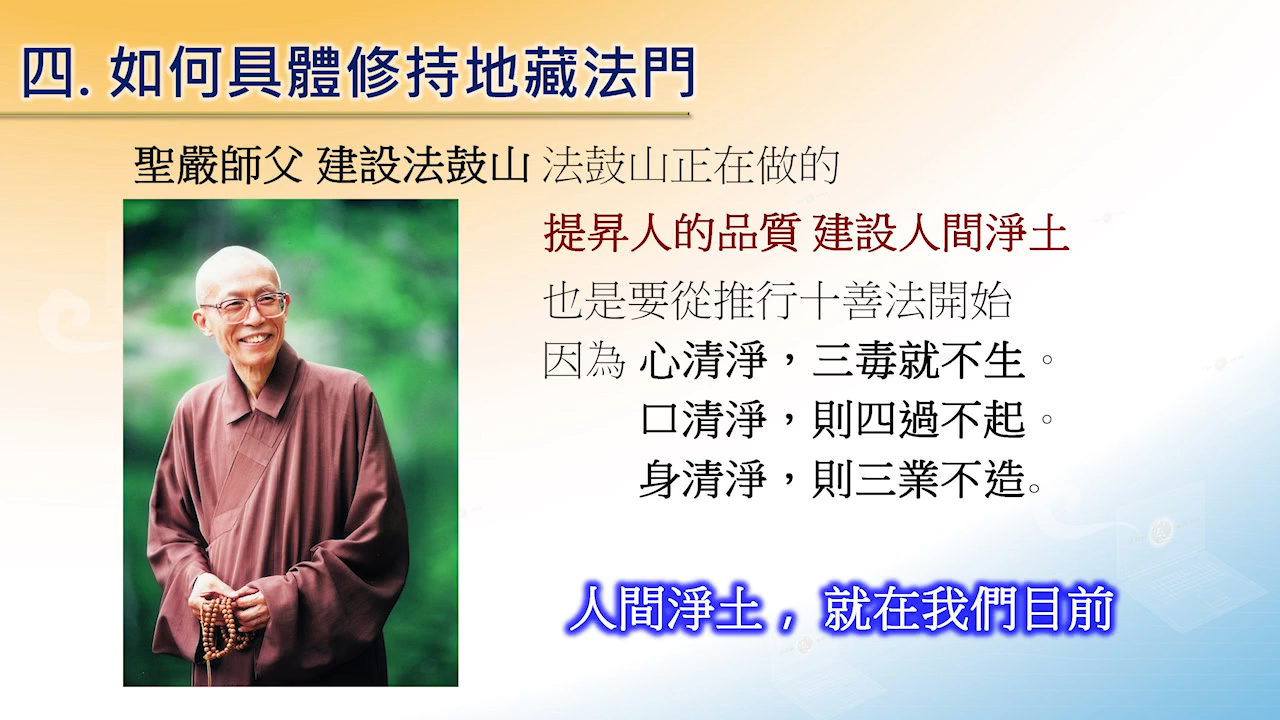 四. 如何具體修持地藏法門
聖嚴師父 建設法鼓山 法鼓山正在做的
提昇人的品質 建設人間淨土
也是要從推行十善法開始
因為 心清淨，三毒就不生。
口清淨，則四過不起。
身清淨，則三業不造。
人間淨土， 就在我們目前